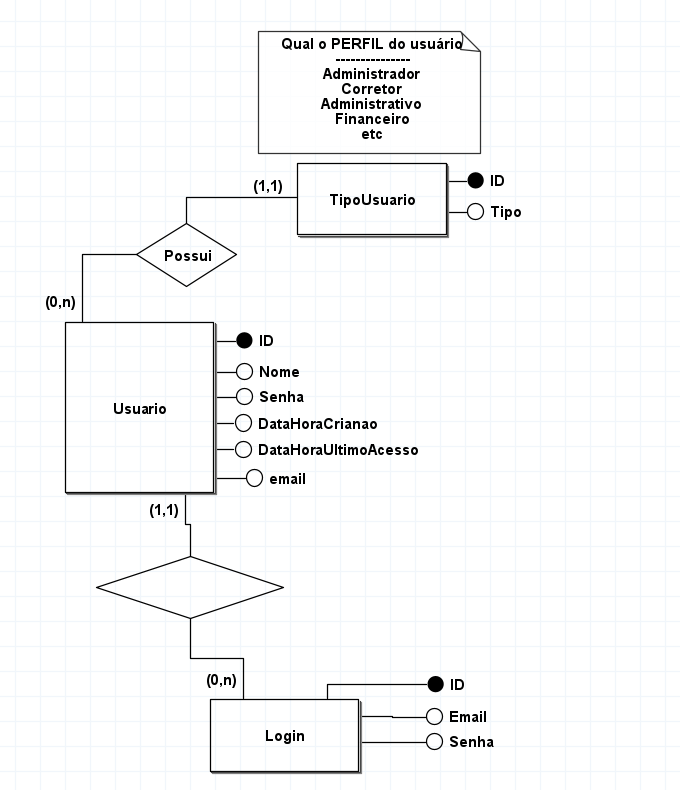 Qual o PERFIL do usuário
---------------
Administrador
Corretor
Administrativo
Financeiro
etc
(1,1)
TipoUsuario
ID
Tipo
Possui
(0,n)
Usuario
ID
Nome
Senha
DataHoraCrianao
DataHoraUltimoAcesso
email
(1,1)
(0,n)
Login
ID
Email
Senha